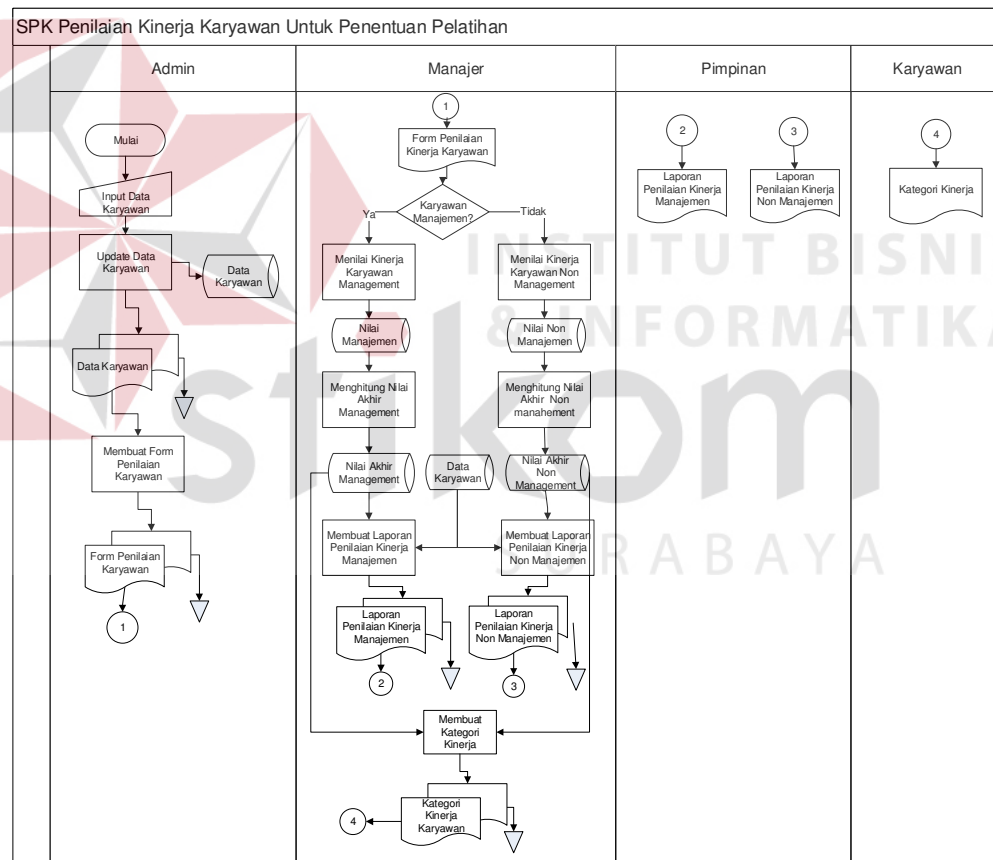 SPK Penilaian Kinerja Karyawan Untuk Penentuan Pelatihan
Admin
Manajer
Pimpinan
Karyawan
Mulai
Input Data
Karyawan
Update Data
Karyawan
Data
Karyawan
Data Karyawan
Membuat Form
Penilaian
Karyawan
Form Penilaian
Karyawan
1
1
Form Penilaian
Kinerja Karyawan
Karyawan
Manajemen?
Ya
Tidak
Menilai Kinerja
Karyawan
Management
Menilai Kinerja
Karyawan Non
Management
Nilai
Manajemen
Nilai Non
Manajemen
Menghitung Nilai
Akhir
Management
Menghitung Nilai
Akhir Non
manahement
Nilai Akhir
Management
Data
Karyawan
Nilai Akhir
Non
Management
Membuat Laporan
Penilaian Kinerja
Manajemen
Membuat Laporan
Penilaian Kinerja
Non Manajemen
Laporan
Penilaian Kinerja
Manajemen
Laporan
Penilaian Kinerja
Non Manajemen
2
3
Membuat
Kategori
Kinerja
Kategori
Kinerja
Karyawan
4
2
Laporan
Penilaian Kinerja
Manajemen
3
Laporan
Penilaian Kinerja
Non Manajemen
4
Kategori Kinerja
INSTITUT BISNI
& INFORMATIKA
stikom
SURABAYA